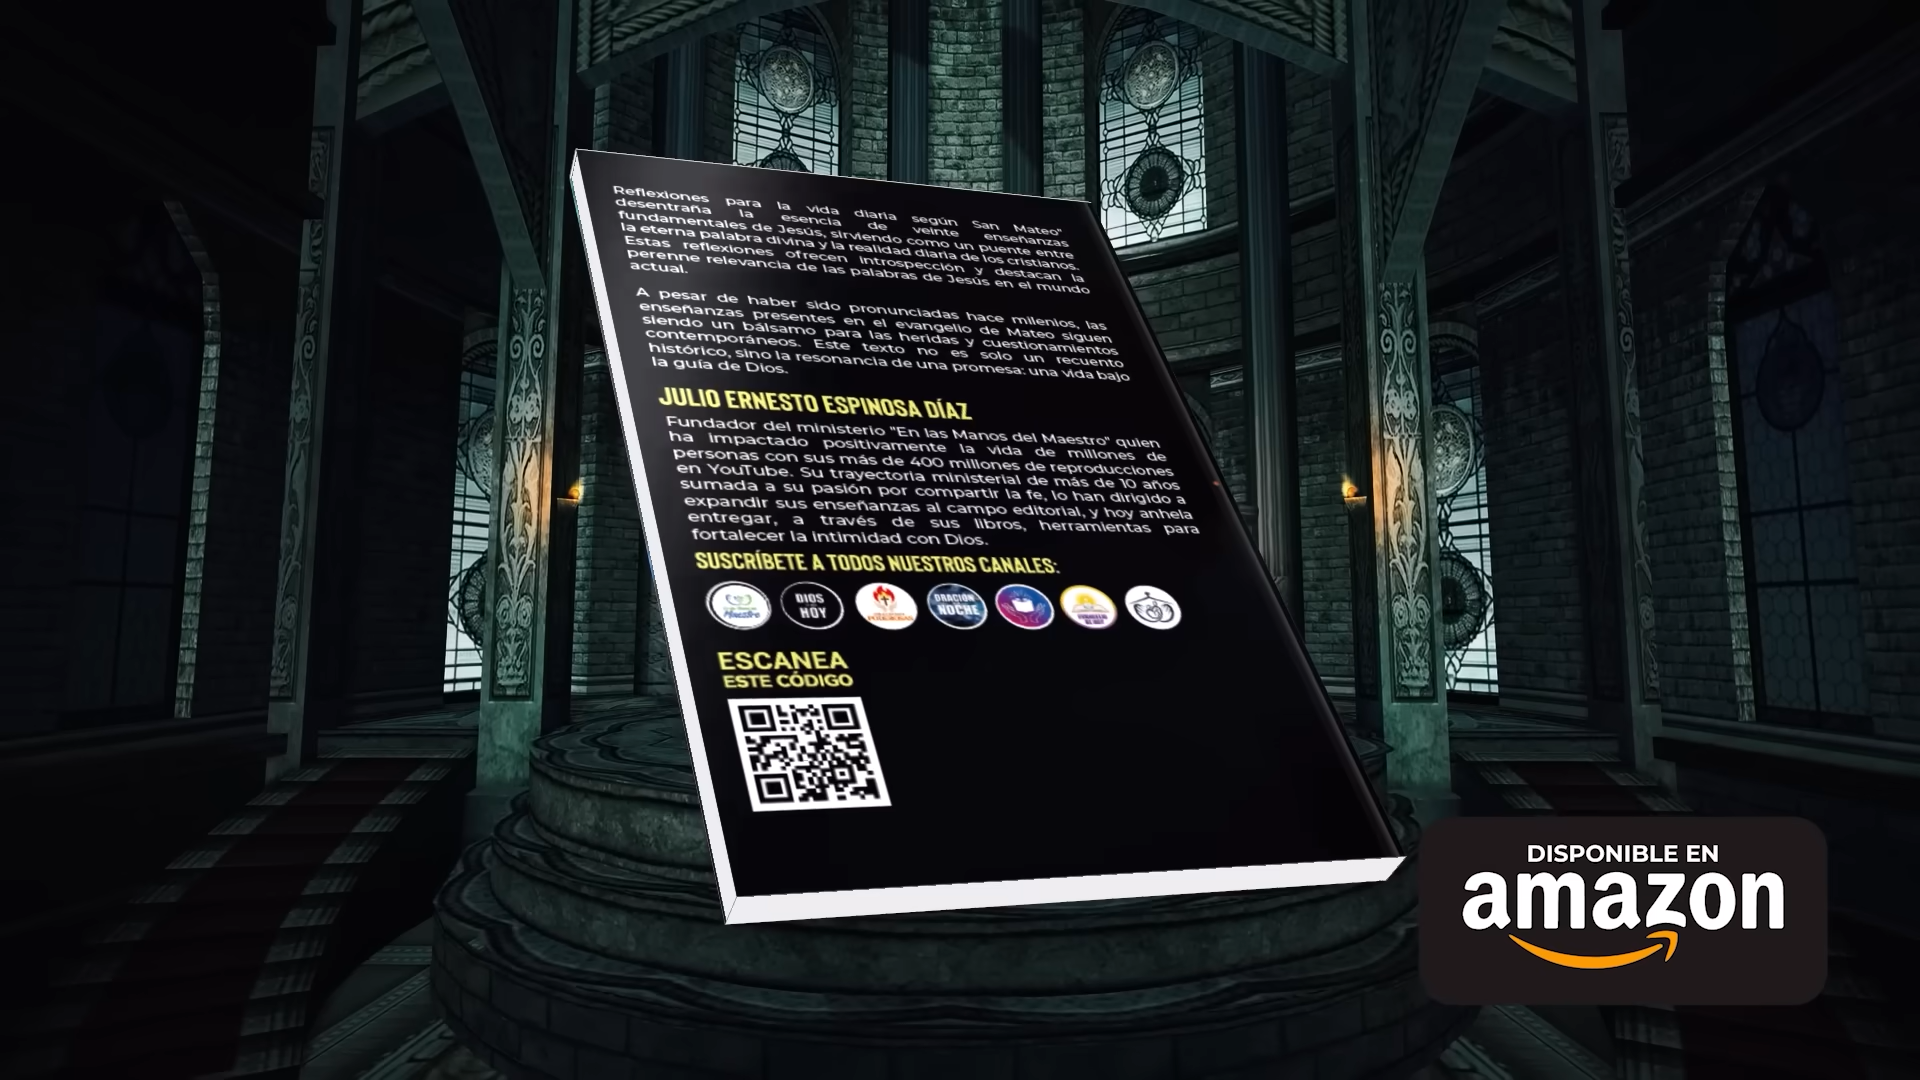 Reflexiones para la vida diaria según San Mateo"
desentraña la esencia de veinte enseñanzas
fundamentales de Jesús, sirviendo como un puente entre
la eterna palabra divina y la realidad diaria de los cristianos.
Estas reflexiones ofrecen introspección y destacan la
perenne relevancia de las palabras de Jesús en el mundo
actual.
A pesar de haber sido pronunciadas hace milenios, las
enseñanzas presentes en el evangelio de Mateo siguen
siendo un bálsamo para las heridas y cuestionamientos
contemporáneos. Este texto no es solo un recuento
histórico, sino la resonancia de una promesa: una vida bajo
la guía de Dios.
JULIO ERNESTO ESPINOSA DÍAZ
Fundador del ministerio "En las Manos del Maestro" quien
ha impactado positivamente la vida de millones de
personas con sus más de 400 millones de reproducciones
en YouTube. Su trayectoria ministerial de más de 10 años
sumada a su pasión por compartir la fe, lo han dirigido a
expandir sus enseñanzas al campo editorial, y hoy anhela
entregar, a través de sus libros, herramientas para
fortalecer la intimidad con Dios.
SUSCRÍBETE A TODOS NUESTROS CANALES:
Maestro
DIOS
HOY
PODEROSAS
ORACIÓN
NOCHE
ESCANEA
ESTE CÓDIGO
DISPONIBLE EN
amazon